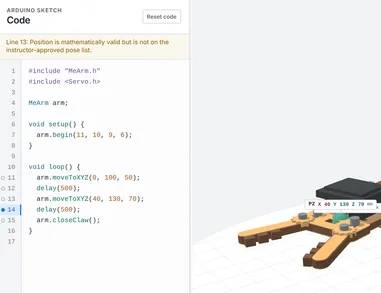 ARDUINO SKETCH
Code
Reset code
Line 13: Position is mathematically valid but is not on the
instructor-approved pose list.
1 #include "MeArm.h"
2 #include <Servo.h>
3
4 MeArm arm;
5
6 void setup() {
7 arm.begin(11, 10, 9, 6);
8 }
9
10 void loop() {
11 arm.moveToXYZ(0, 100, 50);
12 delay(500);
13 arm.moveToXYZ(40, 130, 70);
14 delay(500);
15 arm.closeClaw();
16 }
17
P2 X 40 Y 130 Z 70 mm